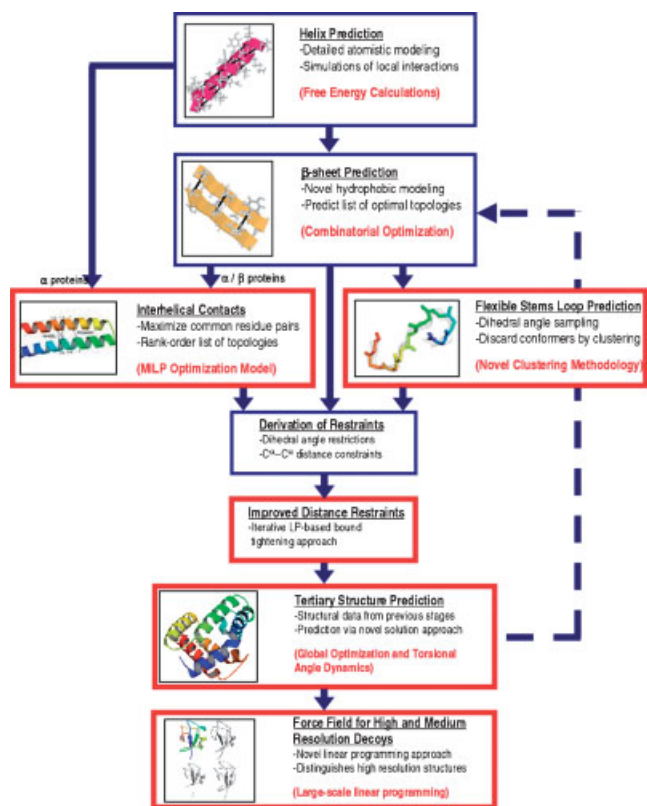 Helix Prediction
-Detailed atomistic modeling
-Simulations of local interactions
(Free Energy Calculations)
β-sheet Prediction
-Novel hydrophobic modeling
-Predict list of optimal topologies
(Combinatorial Optimization)
α proteins
α / β proteins
Interhelical Contacts
-Maximize common residue pairs
-Rank-order list of topologies
(MILP Optimization Model)
Flexible Stems Loop Prediction
-Dihedral angle sampling
-Discard conformers by clustering
(Novel Clustering Methodology)
Derivation of Restraints
-Dihedral angle restrictions
-Cα–Cα distance constraints
Improved Distance Restraints
-Iterative LP-based bound
tightening approach
Tertiary Structure Prediction
-Structural data from previous stages
-Prediction via novel solution approach
(Global Optimization and Torsional
Angle Dynamics)
Force Field for High and Medium
Resolution Decoys
-Novel linear programming approach
-Distinguishes high resolution structures
(Large-scale linear programming)